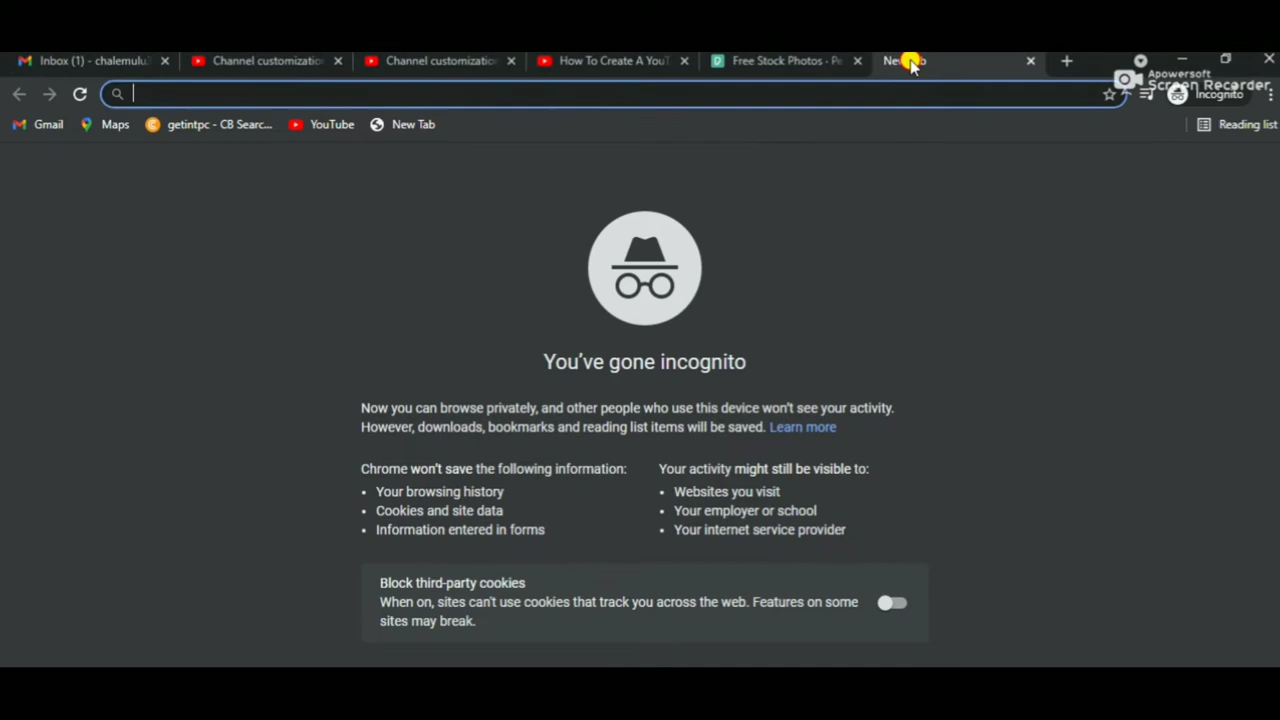 Inbox (1) - chalemulu
Channel customizatio
Channel customization
How To Create A YouT
Free Stock Photos - Pe
Apowersoft
Screen Recorder
Incognito
Gmail
Maps
getintpc - CB Searc...
YouTube
New Tab
Reading list
You've gone incognito
Now you can browse privately, and other people who use this device won't see your activity.
However, downloads, bookmarks and reading list items will be saved. Learn more
Chrome won't save the following information:
Your browsing history
Cookies and site data
Information entered in forms
Your activity might still be visible to:
Websites you visit
Your employer or school
Your internet service provider
Block third-party cookies
When on, sites can't use cookies that track you across the web. Features on some
sites may break.